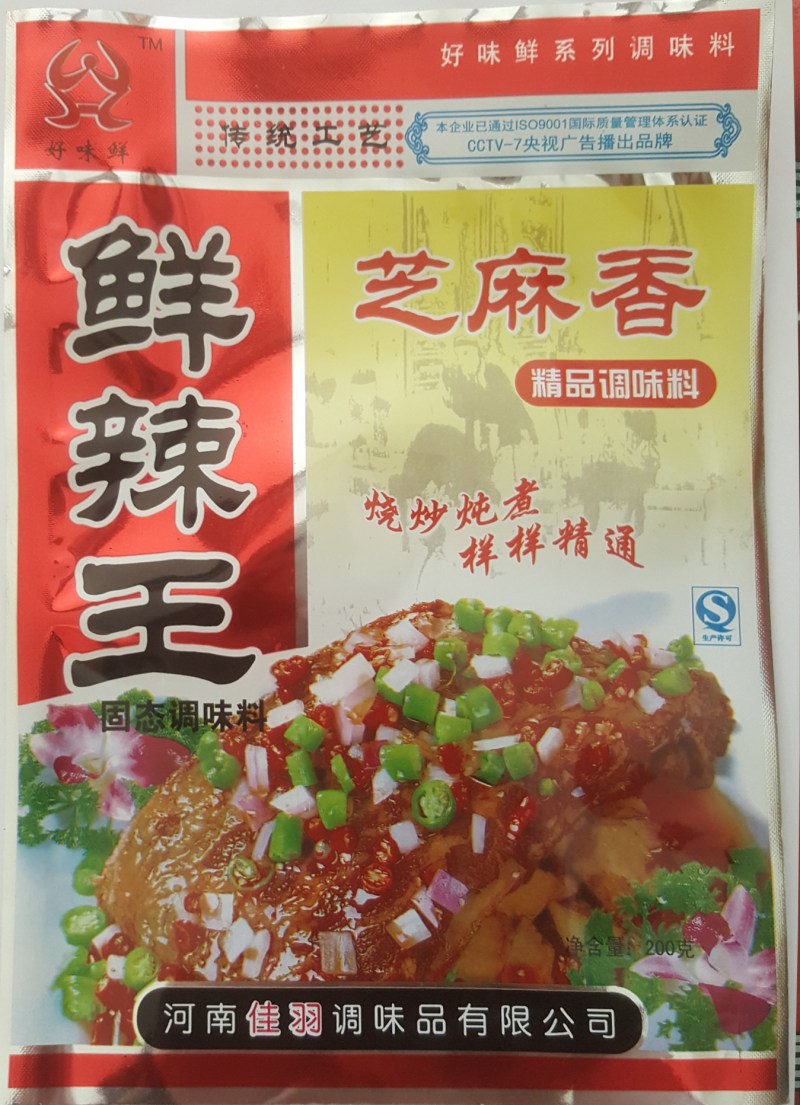 TM
好味鲜
好味鲜系列调味料
传统工艺
本企业已通过ISO9001国际质量管理体系认证
CCTV-7央视广告播出品牌
鲜辣王
固态调味料
芝麻香
精品调味料
烧炒炖煮
样样精通
S
生产许可
净含量：200克
河南佳羽调味品有限公司